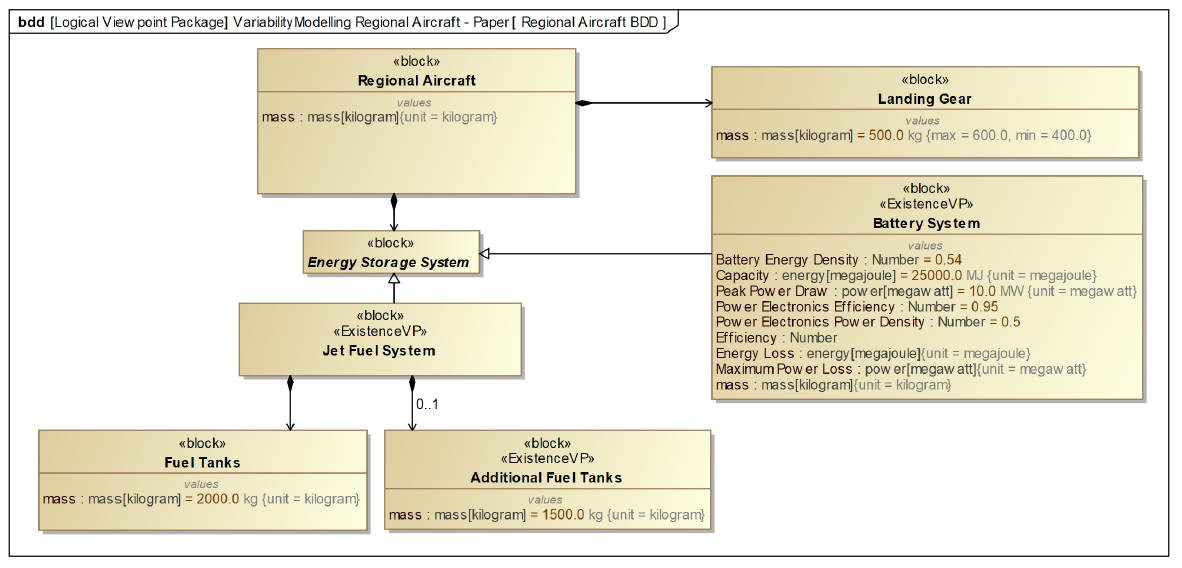 bdd [Logical Viewpoint Package] VariabilityModelling Regional Aircraft - Paper [ Regional Aircraft BDD ]
«block»
Regional Aircraft
values
mass : mass[kilogram]{unit = kilogram}
«block»
Landing Gear
values
mass : mass[kilogram] = 500.0 kg {max = 600.0, min = 400.0}
«block»
«ExistenceVP»
Battery System
values
Battery Energy Density : Number = 0.54
Capacity : energy[megajoule] = 25000.0 MJ {unit = megajoule}
Peak Power Draw : power[megawatt] = 10.0 MW {unit = megawatt}
Power Electronics Efficiency : Number = 0.95
Power Electronics Power Density : Number = 0.5
Efficiency : Number
Energy Loss : energy[megajoule]{unit = megajoule}
Maximum Power Loss : power[megawatt]{unit = megawatt}
mass : mass[kilogram]{unit = kilogram}
«block»
Energy Storage System
«block»
«ExistenceVP»
Jet Fuel System
0..1
«block»
Fuel Tanks
values
mass : mass[kilogram] = 2000.0 kg {unit = kilogram}
«block»
«ExistenceVP»
Additional Fuel Tanks
values
mass : mass[kilogram] = 1500.0 kg {unit = kilogram}